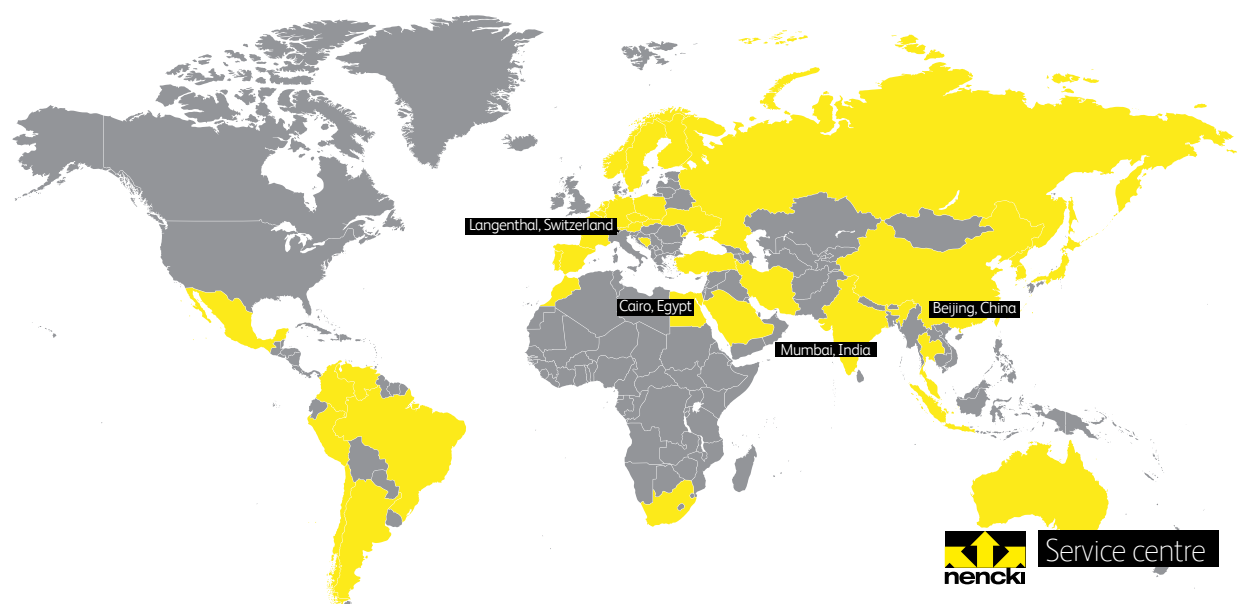 Langenthal, Switzerland
Cairo, Egypt
Beijing, China
Mumbai, India
nencki
Service centre